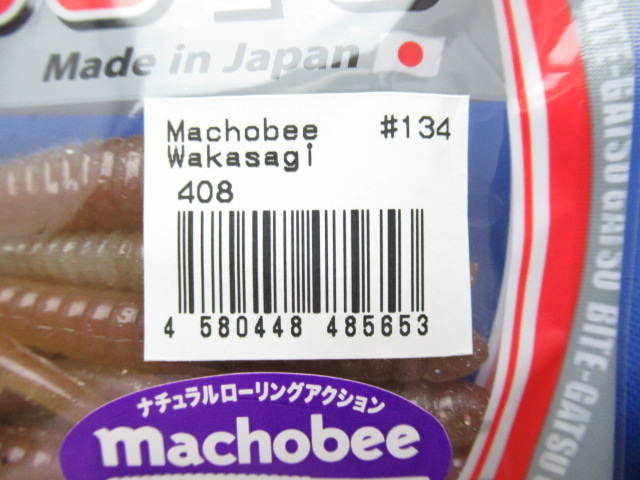 Made in Japan
Machobee #134
Wakasagi
408
4 580448 485653
ナチュラルローリングアクション
machobee
BITE-GATSU GATSU BITE-GATSU